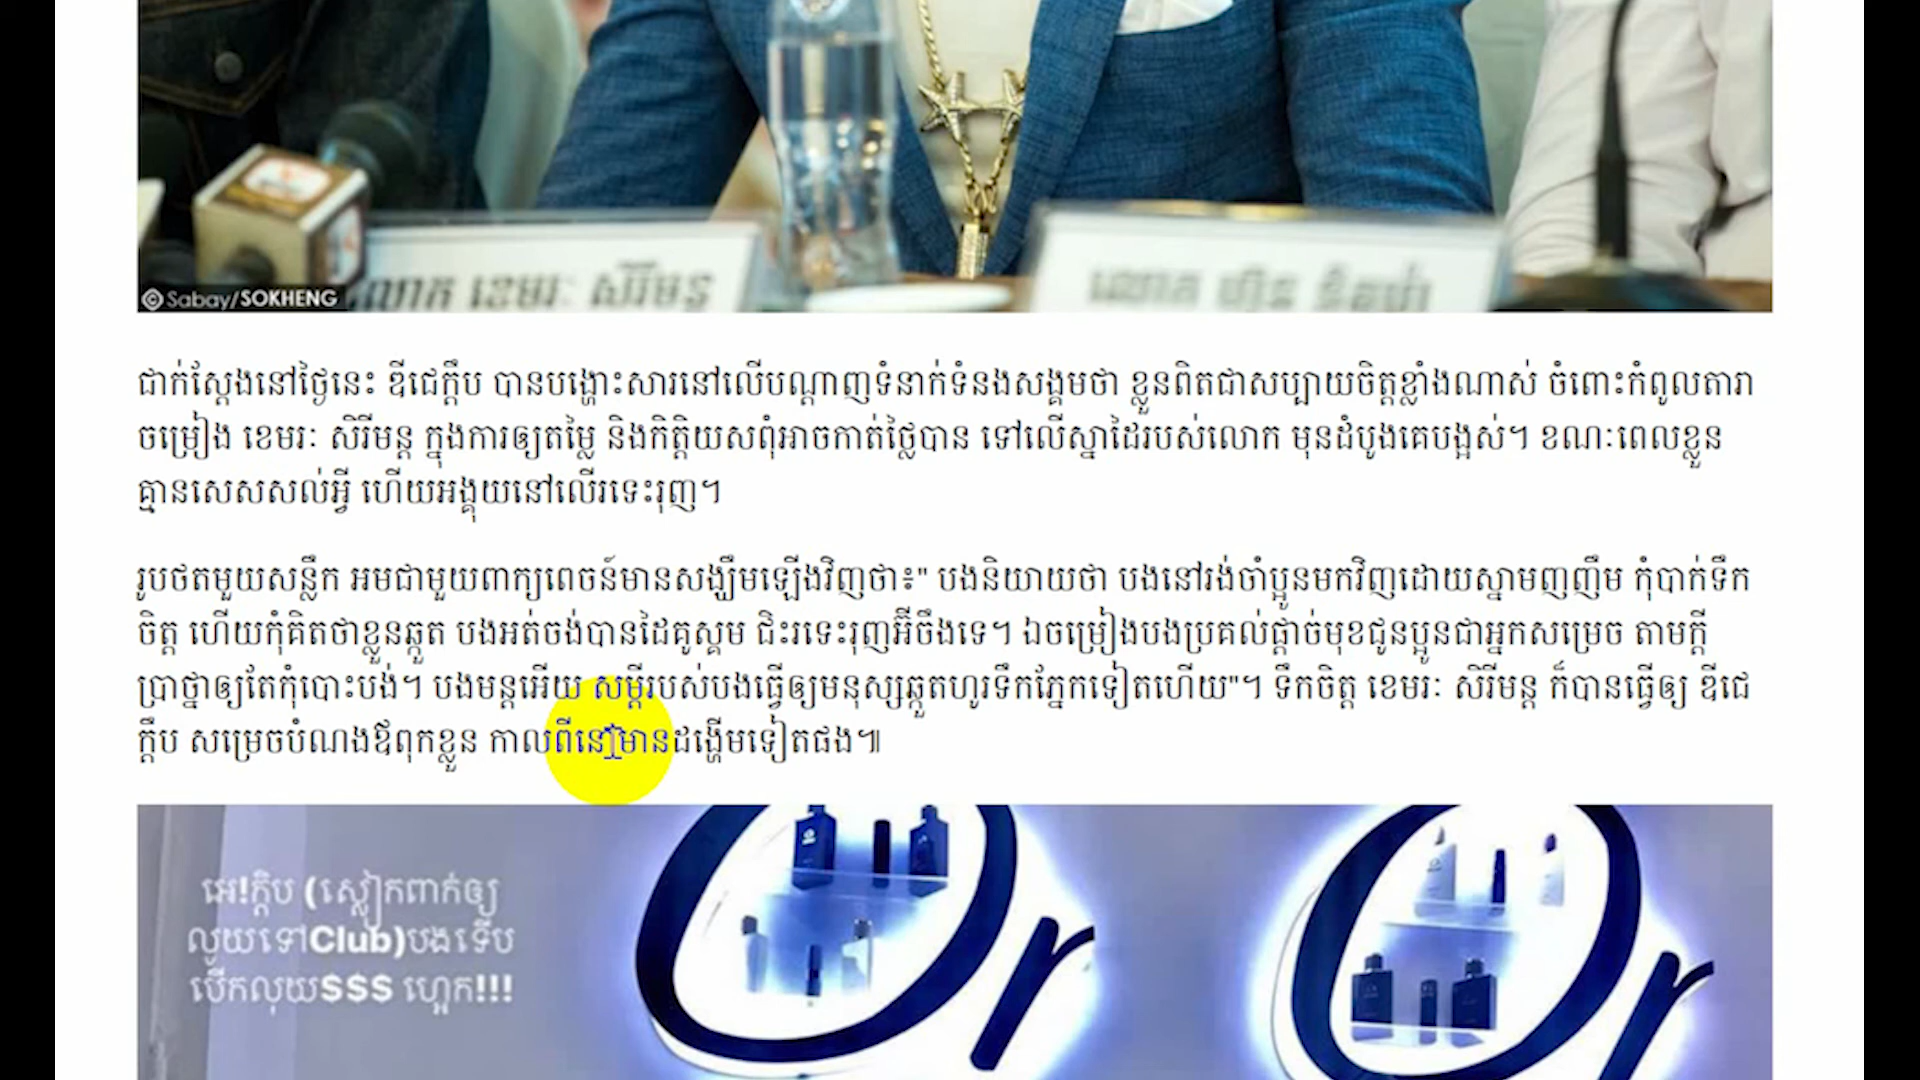 © Sabay/SOKHENG
លោក ខេមរៈ សិរីមន្ត
ជាក់ស្ដែងនៅថ្ងៃនេះ ឌីជេក្ដឹប បានបង្ហោះសារនៅលើបណ្ដាញទំនាក់ទំនងសង្គមថា ខ្លួនពិតជាសប្បាយចិត្តខ្លាំងណាស់ ចំពោះកំពូលតារា
ចម្រៀង ខេមរៈ សិរីមន្ត ក្នុងការឲ្យតម្លៃ និងកិត្តិយសពុំអាចកាត់ថ្លៃបាន ទៅលើស្នាដៃរបស់លោក មុនដំបូងគេបង្អស់។ ខណៈពេលខ្លួន
គ្មានសេសសល់អ្វី ហើយអង្គុយនៅលើរទេះរុញ។
រូបថតមួយសន្លឹក អមជាមួយពាក្យពេចន៍មានសង្ឃឹមឡើងវិញថា៖" បងនិយាយថា បងនៅរង់ចាំប្អូនមកវិញដោយស្នាមញញឹម កុំបាក់ទឹក
ចិត្ត ហើយកុំគិតថាខ្លួនឆ្កួត បងអត់ចង់បានដៃគូស្គម ជិះរទេះរុញអ៊ីចឹងទេ។ ឯចម្រៀងបងប្រគល់ផ្ដាច់មុខជូនប្អូនជាអ្នកសម្រេច តាមក្ដី
ប្រាថ្នាឲ្យតែកុំបោះបង់។ បងមន្តអើយ សម្ដីរបស់បងធ្វើឲ្យមនុស្សឆ្កួតហូរទឹកភ្នែកទៀតហើយ"។ ទឹកចិត្ត ខេមរៈ សិរីមន្ត ក៏បានធ្វើឲ្យ ឌីជេ
ក្ដឹប សម្រេចបំណងឪពុកខ្លួន កាលពីនៅមានដង្ហើមទៀតផង៕
អេ!ក្ដិប (ស្លៀកពាក់ឲ្យ
លួយទៅClub)បងទើប
បើកលុយ$$$ ហ្អេក!!!
Or
Or